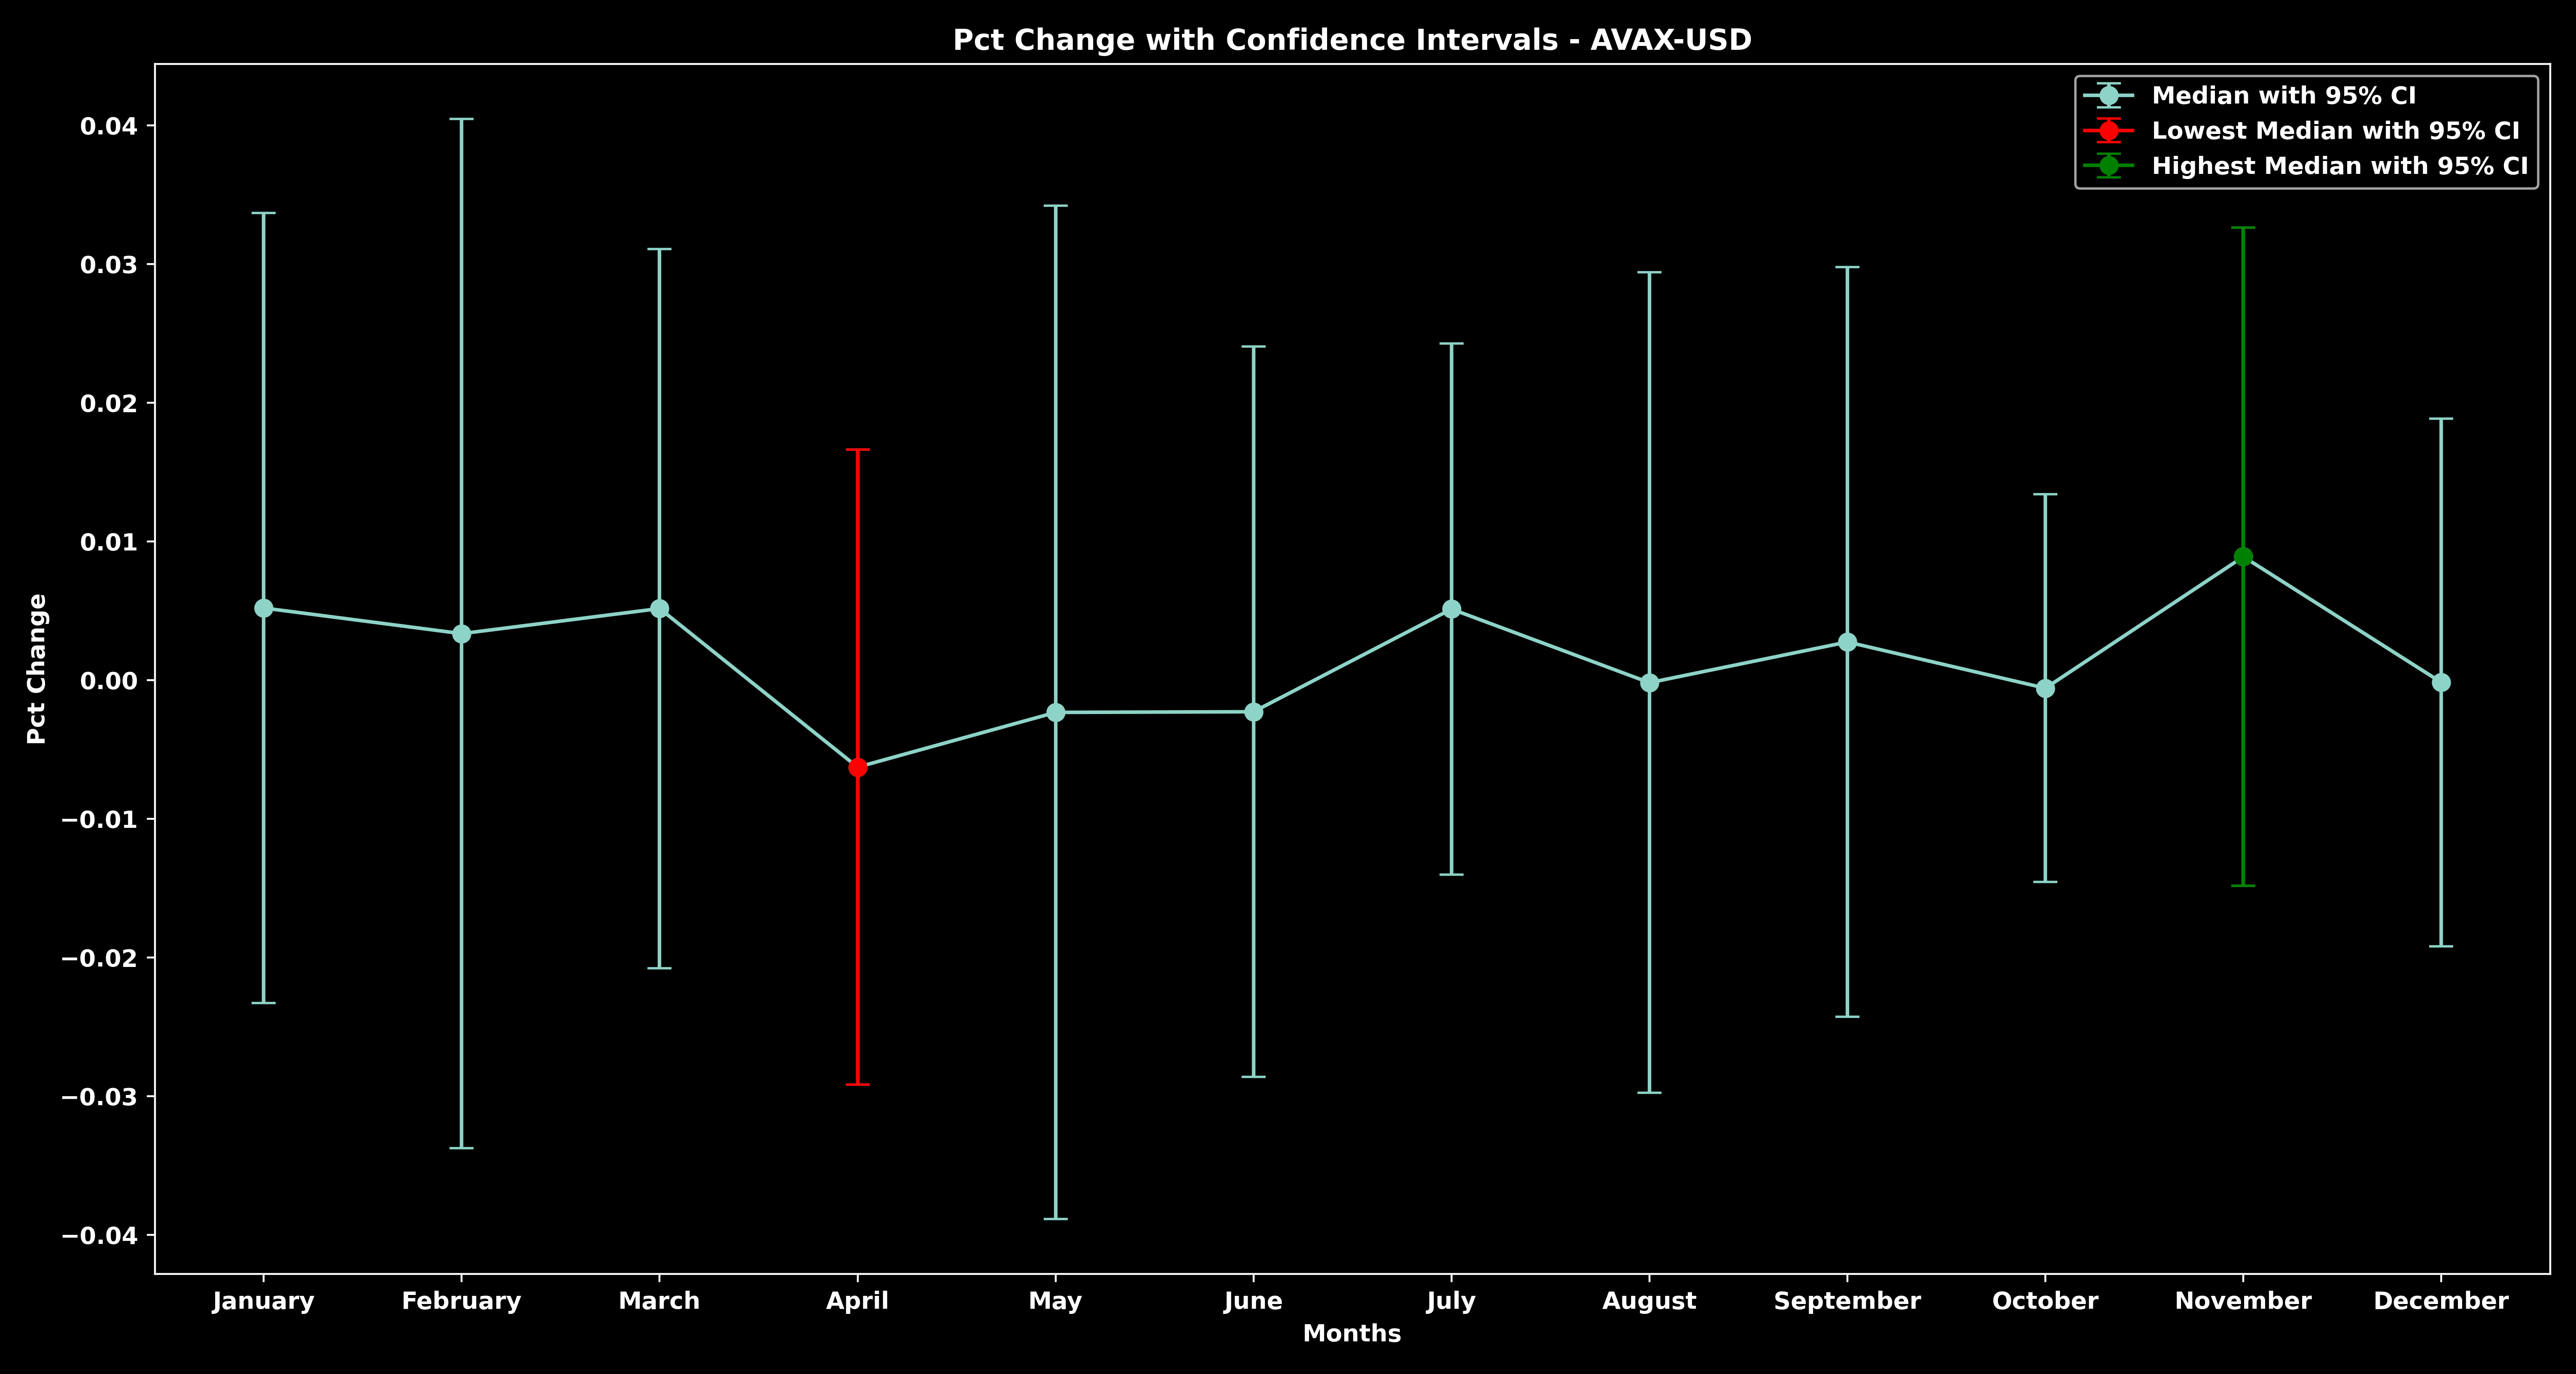 Pct Change with Confidence Intervals - AVAX-USD
Median with 95% CI
Lowest Median with 95% CI
Highest Median with 95% CI
Pct Change
0.04
0.03
0.02
0.01
0.00
−0.01
−0.02
−0.03
−0.04
January February March April May June July August September October November December
Months